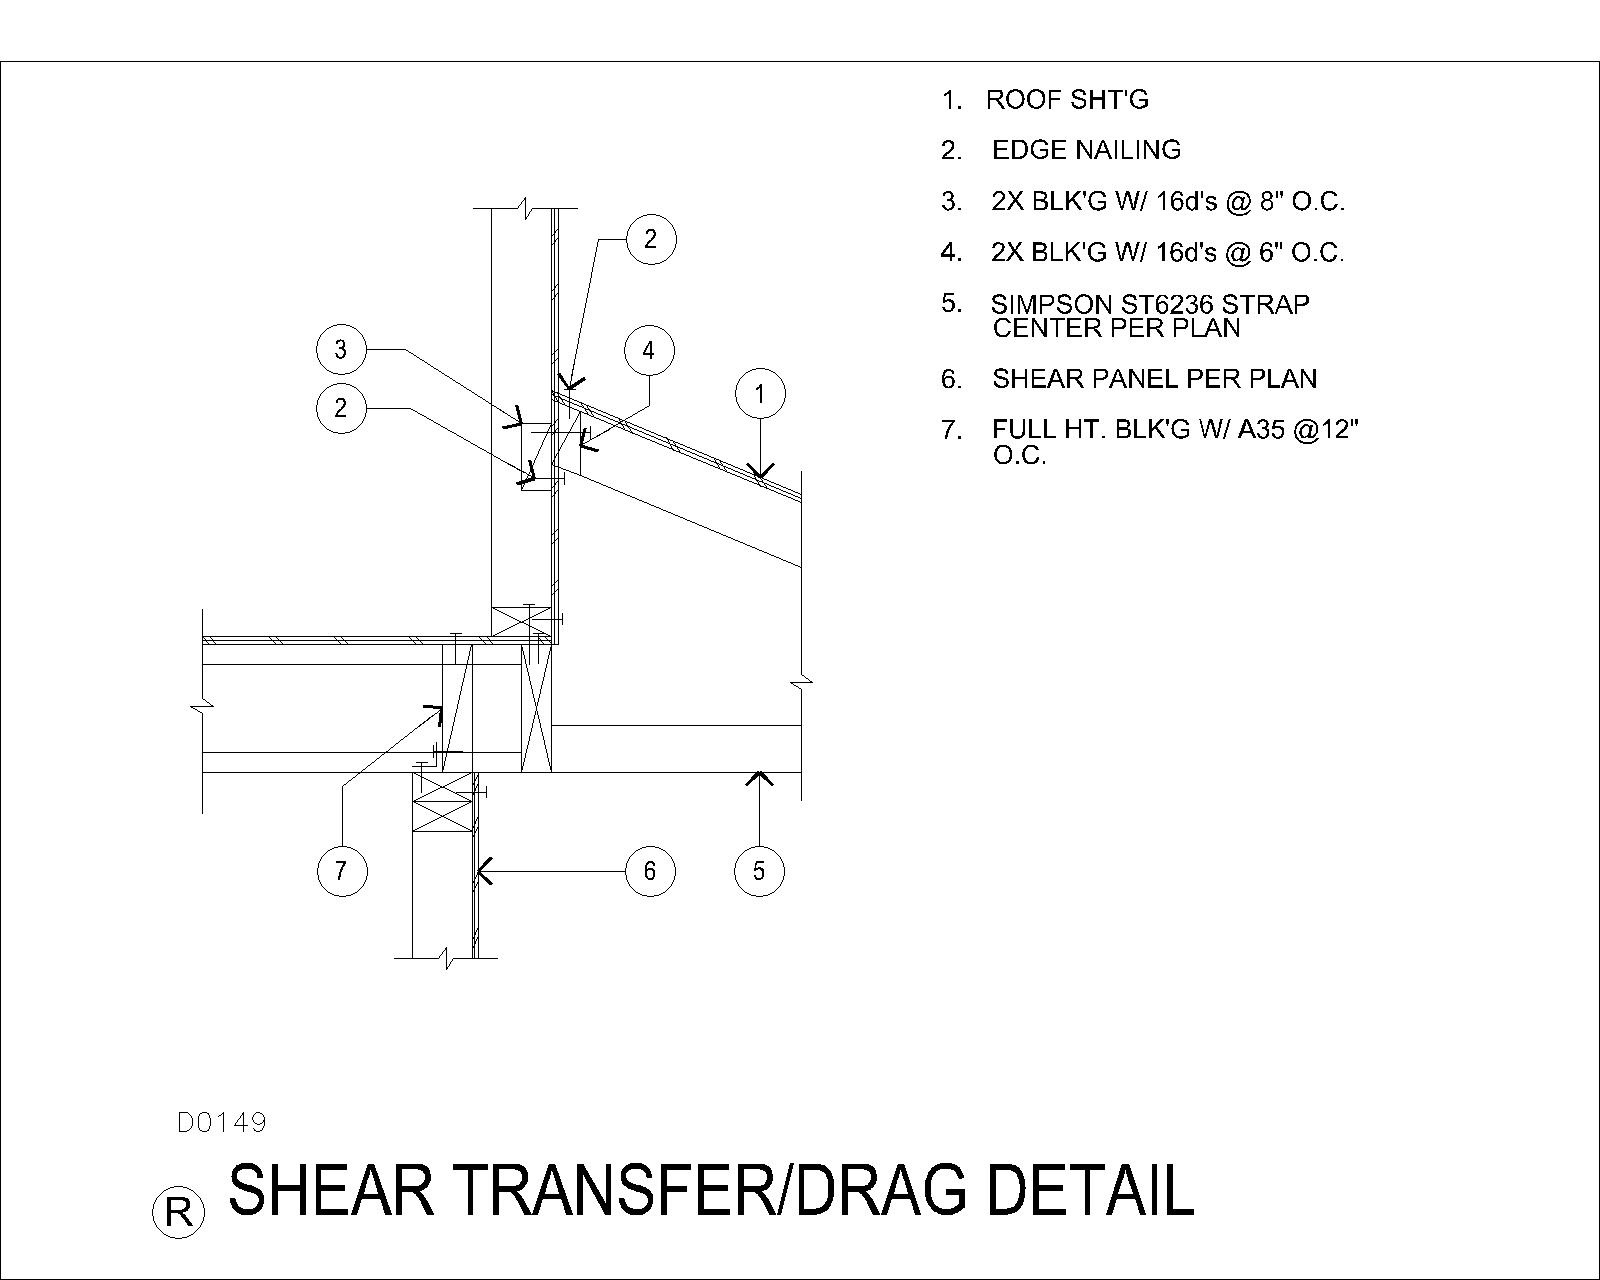 1. ROOF SHT'G
2. EDGE NAILING
3. 2X BLK'G W/ 16d's @ 8" O.C.
4. 2X BLK'G W/ 16d's @ 6" O.C.
5. SIMPSON ST6236 STRAP
CENTER PER PLAN
6. SHEAR PANEL PER PLAN
7. FULL HT. BLK'G W/ A35 @12"
O.C.
2
3
4
2
1
7
6
5
D0149
R SHEAR TRANSFER/DRAG DETAIL